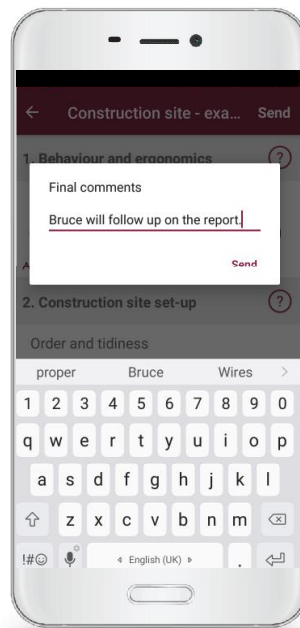 ← Construction site - exa... Send
1. Behaviour and ergonomics ?
Final comments
Bruce will follow up on the report.
Send
2. Construction site set-up ?
Order and tidiness
proper Bruce Wires >
1 2 3 4 5 6 7 8 9 0
q w e r t y u i o p
a s d f g h j k l
z x c v b n m
!#☺ English (UK) .